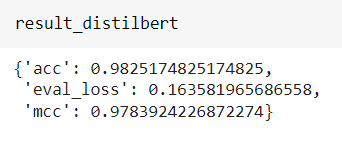 result_distilbert
{'acc': 0.9825174825174825,
'eval_loss': 0.163581965686558,
'mcc': 0.9783924226872274}